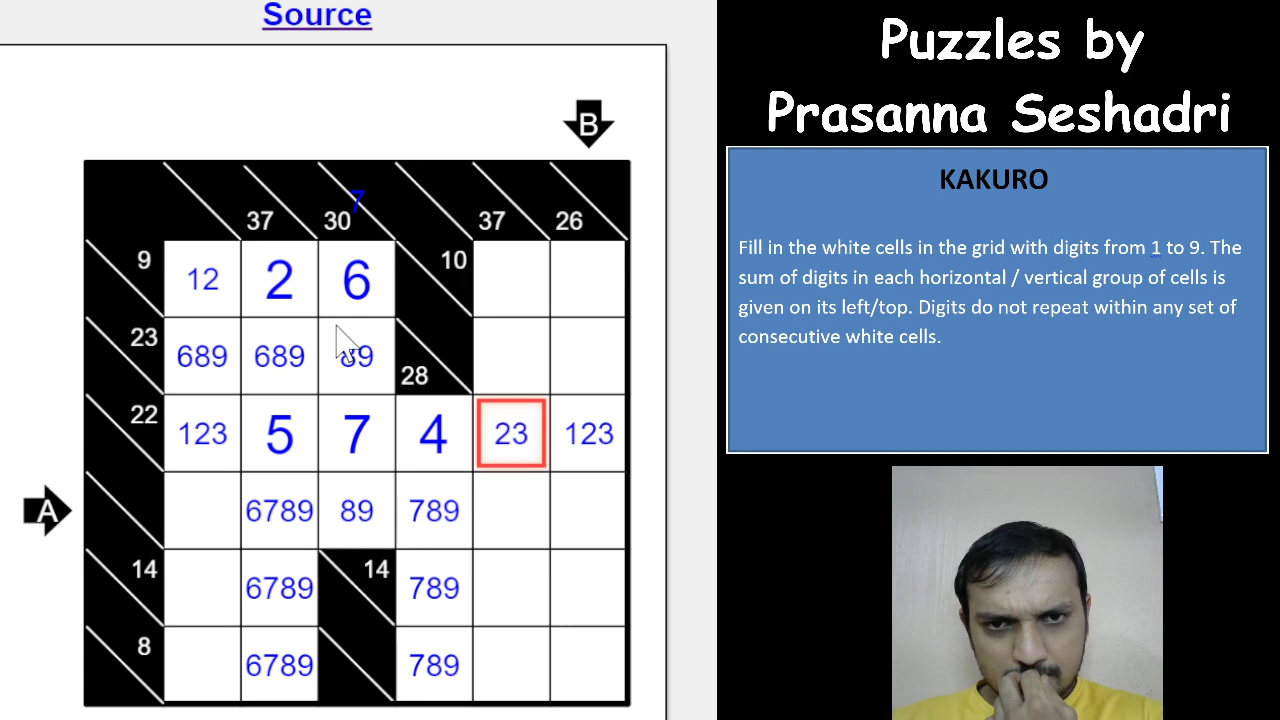 Source
B
7
37 30 37 26
9 12 2 6 10
23 689 689 89 28
22 123 5 7 4 23 123
A 6789 89 789
14 6789 14 789
8 6789 789
Puzzles by
Prasanna Seshadri
KAKURO
Fill in the white cells in the grid with digits from 1 to 9. The
sum of digits in each horizontal / vertical group of cells is
given on its left/top. Digits do not repeat within any set of
consecutive white cells.